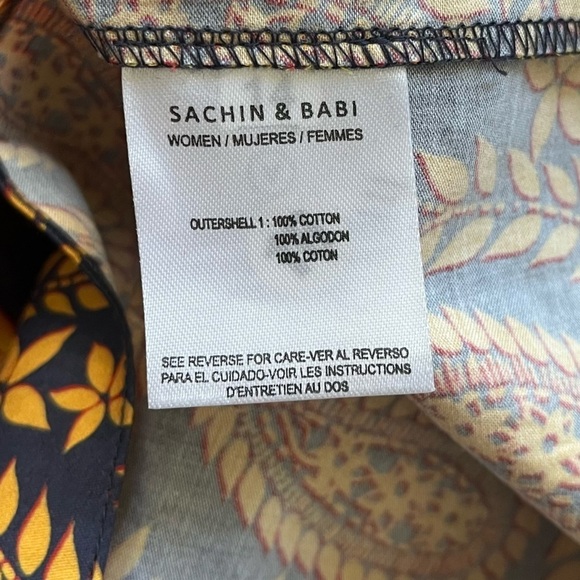 SACHIN & BABI
WOMEN / MUJERES / FEMMES
OUTERSHELL 1 : 100% COTTON
100% ALGODON
100% COTON
SEE REVERSE FOR CARE-VER AL REVERSO
PARA EL CUIDADO-VOIR LES INSTRUCTIONS
D'ENTRETIEN AU DOS